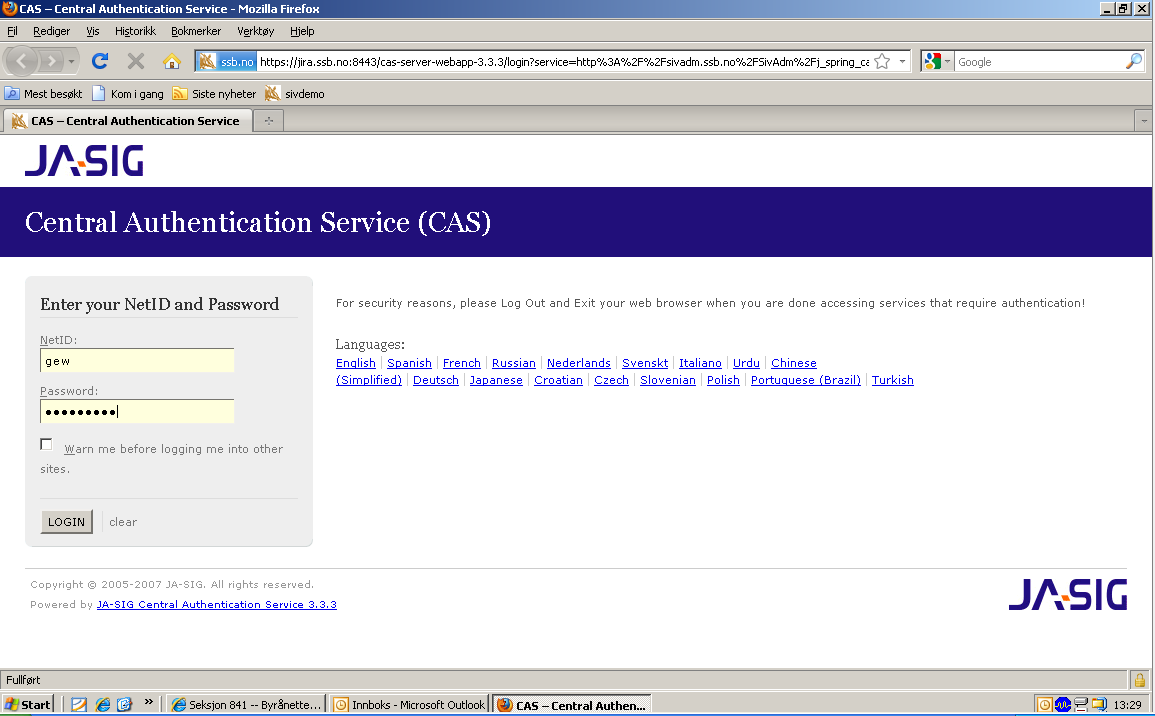 CAS – Central Authentication Service - Mozilla Firefox
Fil Rediger Vis Historikk Bokmerker Verktøy Hjelp
ssb.no https://jira.ssb.no:8443/cas-server-webapp-3.3.3/login?service=http%3A%2F%2Fsivadm.ssb.no%2FSivAdm%2Fj_spring_ca Google
Mest besøkt Kom i gang Siste nyheter sivdemo
CAS – Central Authentication Service
JA-SIG
Central Authentication Service (CAS)
Enter your NetID and Password
NetID:
gew
Password:
•••••••••
Warn me before logging me into other
sites.
LOGIN clear
For security reasons, please Log Out and Exit your web browser when you are done accessing services that require authentication!
Languages:
English Spanish French Russian Nederlands Svenskt Italiano Urdu Chinese
(Simplified) Deutsch Japanese Croatian Czech Slovenian Polish Portuguese (Brazil) Turkish
Copyright © 2005-2007 JA-SIG. All rights reserved.
Powered by JA-SIG Central Authentication Service 3.3.3
JA-SIG
Fullført
Start » Seksjon 841 -- Byrånette... Innboks - Microsoft Outlook CAS – Central Authen... 13:29